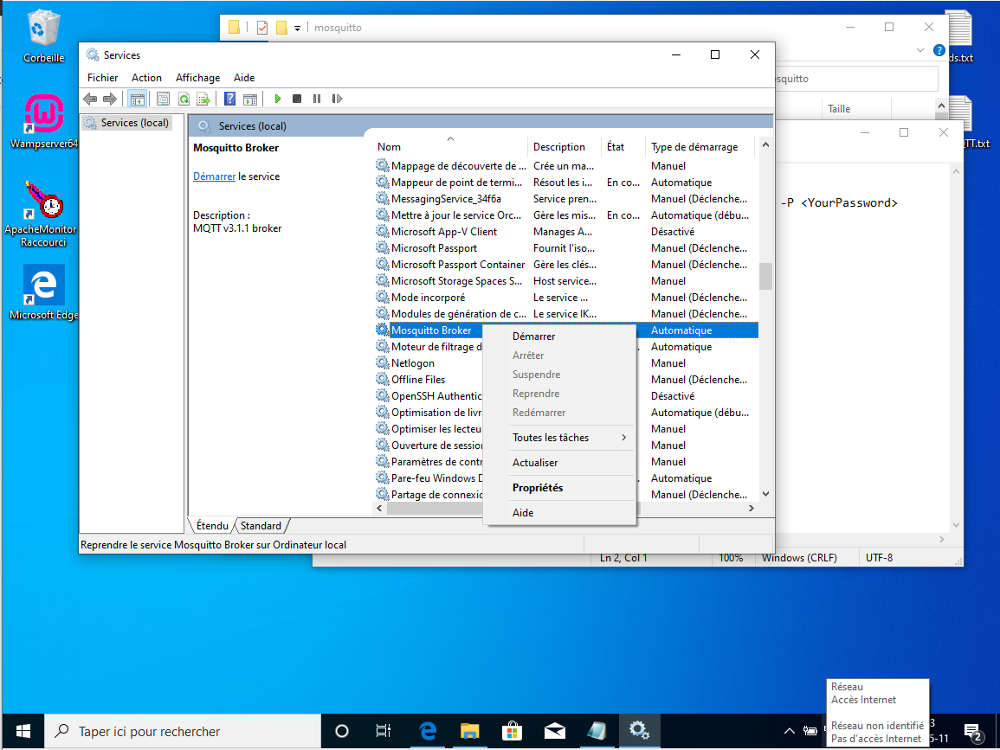 Corbeille
Wampserver64
ApacheMonitor
Raccourci
Microsoft Edge
mosquitto
ds.txt
squitto
Taille
TT.txt
-P <YourPassword>
Ln 2, Col 1
100%
Windows (CRLF)
UTF-8
Services
Fichier Action Affichage Aide
Services (local)
Services (local)
Mosquitto Broker
Démarrer le service
Description :
MQTT v3.1.1 broker
Nom Description État Type de démarrage
Mappage de découverte de ... Crée un ma... Manuel
Mappeur de point de termi... Résout les i... En co... Automatique
MessagingService_34f6a Service pren... Manuel (Déclenche...
Mettre à jour le service Orc... Gère les mis... En co... Automatique (débu...
Microsoft App-V Client Manages A... Désactivé
Microsoft Passport Fournit l'iso... Manuel (Déclenche...
Microsoft Passport Container Gère les clés... Manuel (Déclenche...
Microsoft Storage Spaces S... Host service... Manuel
Mode incorporé Le service ... Manuel (Déclenche...
Modules de génération de c... Le service IK... Manuel (Déclenche...
Mosquitto Broker Automatique
Moteur de filtrage d . Automatique
Netlogon Manuel
Offline Files Manuel (Déclenche...
OpenSSH Authentic Désactivé
Optimisation de livr Automatique (débu...
Optimiser les lecteu Manuel
Ouverture de session Manuel
Paramètres de contr Manuel
Pare-feu Windows D . Automatique
Partage de connexio Manuel (Déclenche...
Démarrer
Arrêter
Suspendre
Reprendre
Redémarrer
Toutes les tâches
Actualiser
Propriétés
Aide
Étendu Standard
Reprendre le service Mosquitto Broker sur Ordinateur local
Réseau
Accès Internet
Réseau non identifié
Pas d'accès Internet
Taper ici pour rechercher
3
5-11
2